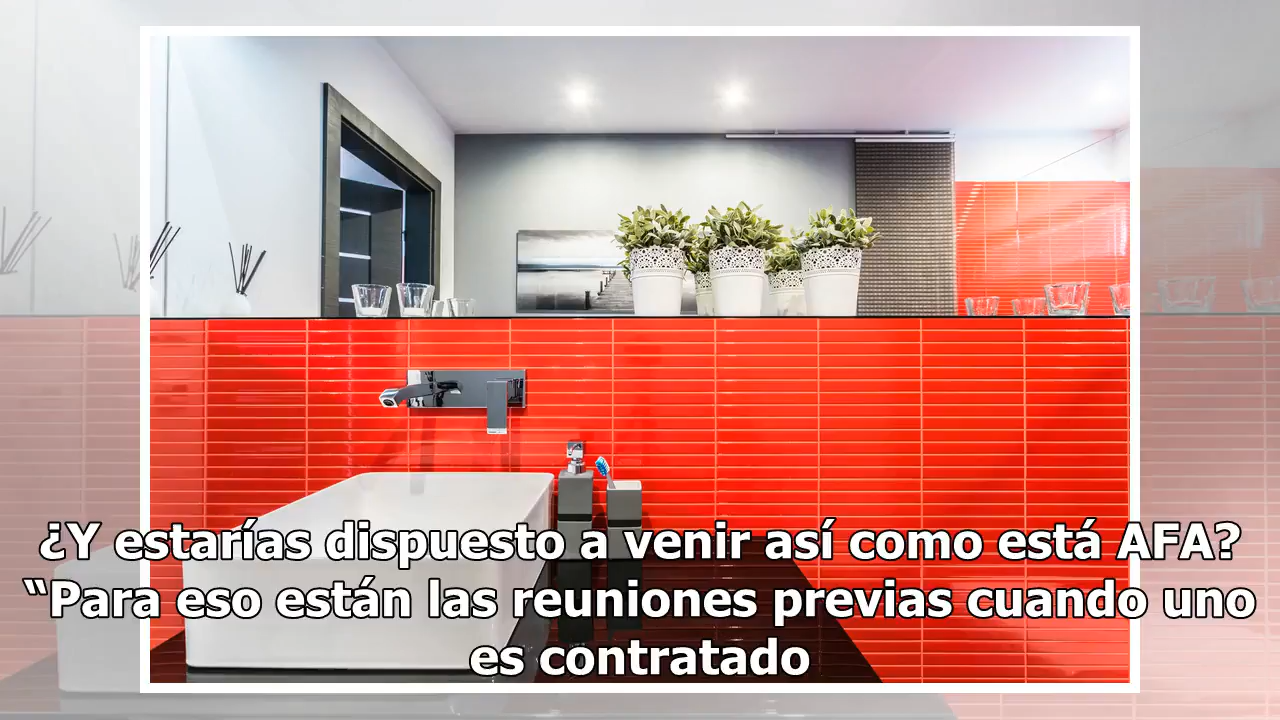 ¿Y estarías dispuesto a venir así como está AFA?
“Para eso están las reuniones previas cuando uno
es contratado